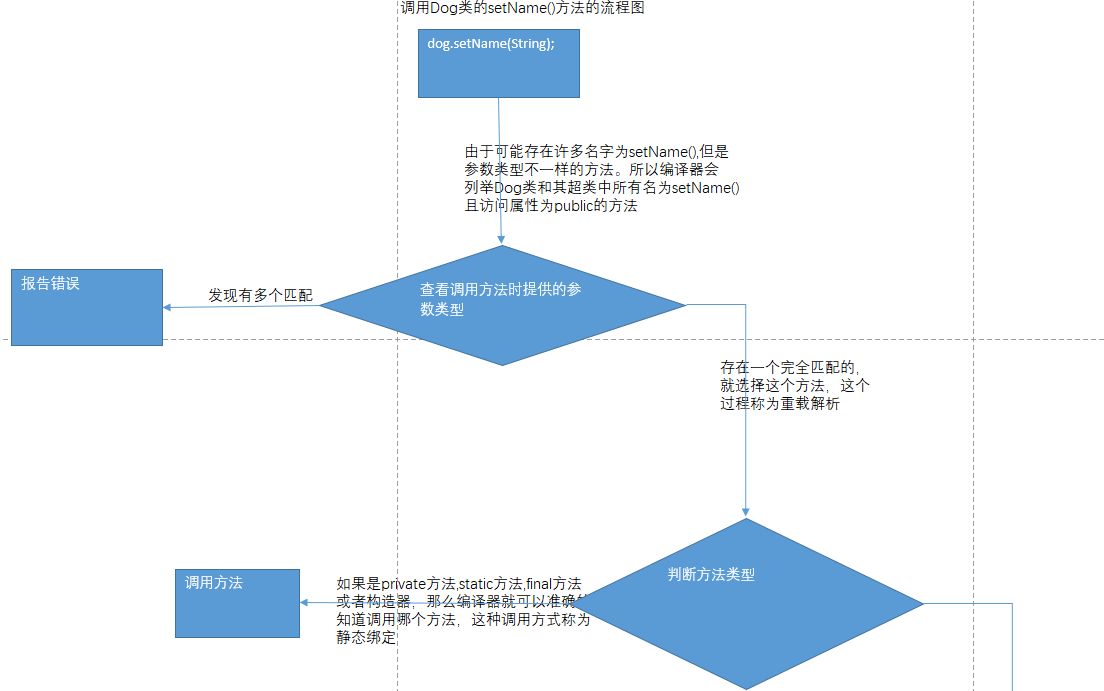 调用Dog类的setName()方法的流程图
dog.setName(String);
由于可能存在许多名字为setName(),但是
参数类型不一样的方法。所以编译器会
列举Dog类和其超类中所有名为setName()
且访问属性为public的方法
报告错误
发现有多个匹配
查看调用方法时提供的参
数类型
存在一个完全匹配的,
就选择这个方法，这个
过程称为重载解析
判断方法类型
调用方法
如果是private方法,static方法,final方法
或者构造器，那么编译器就可以准确的
知道调用哪个方法，这种调用方式称为
静态绑定